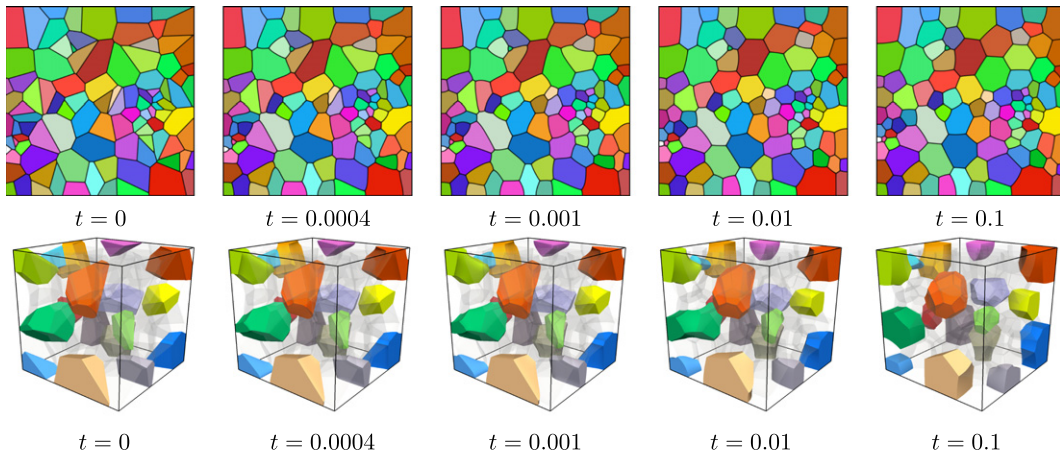 t = 0 t = 0.0004 t = 0.001 t = 0.01 t = 0.1
t = 0 t = 0.0004 t = 0.001 t = 0.01 t = 0.1